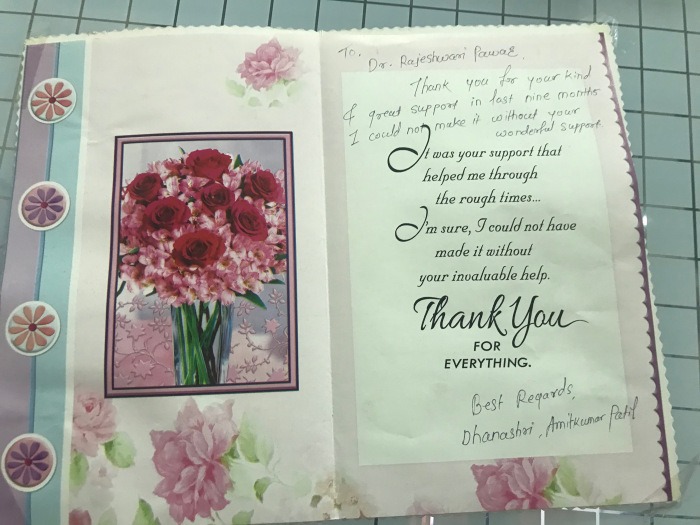 To.
Dr. Rajeshwari Pawar,
Thank you for your kind
& great support in last nine months
I could not make it without your
wonderful support.
It was your support that
helped me through
the rough times...
I'm sure, I could not have
made it without
your invaluable help.
Thank You
FOR
EVERYTHING.
Best Regards,
Dhanashri, Amitkumar Patil